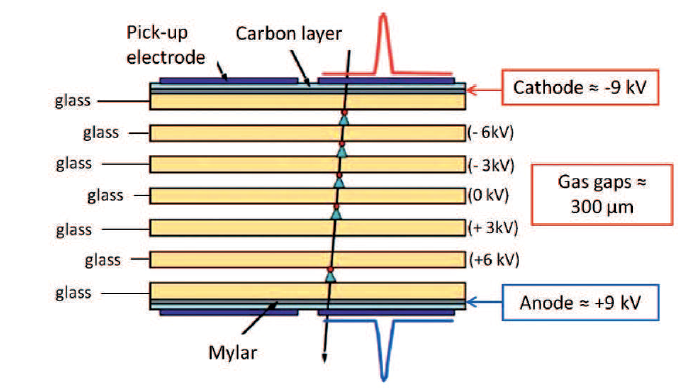 Pick-up
electrode
Carbon layer
Cathode ≈ -9 kV
glass
glass
(- 6kV)
glass
(- 3kV)
Gas gaps ≈
300 μm
glass
(0 kV)
glass
(+ 3kV)
glass
(+6 kV)
glass
Anode ≈ +9 kV
Mylar